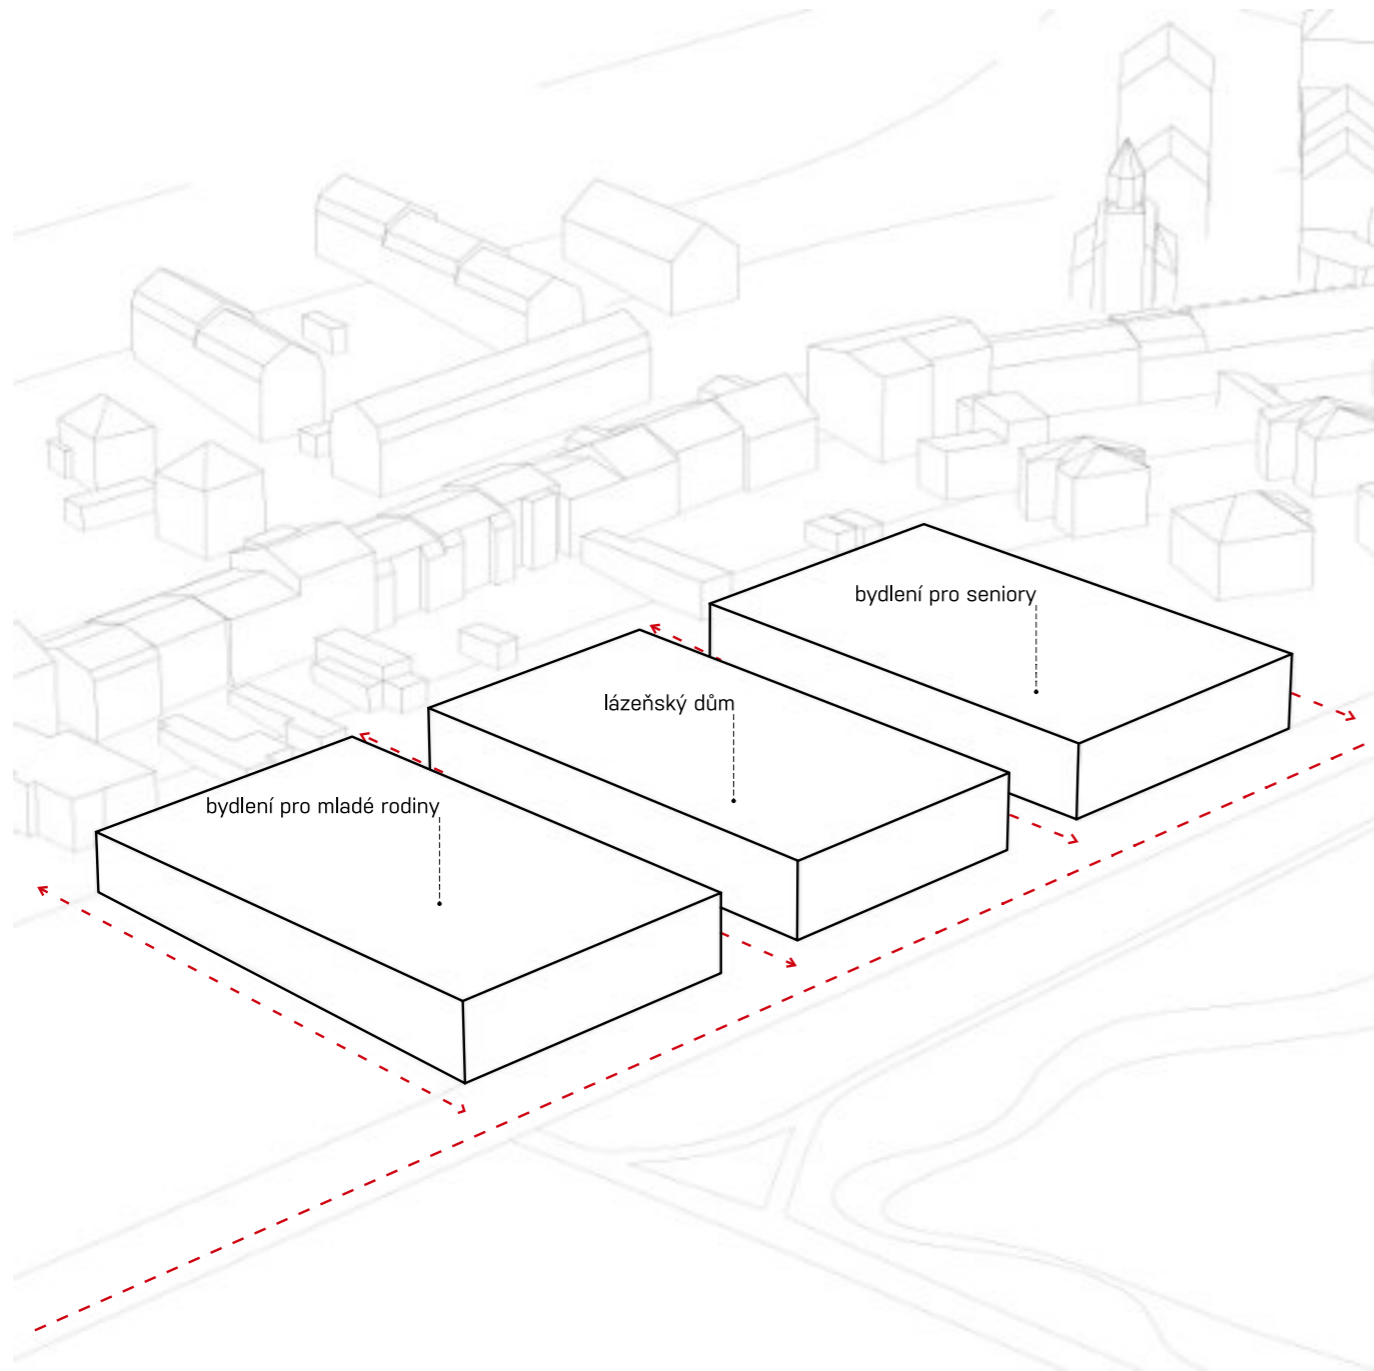 bydlení pro seniory
lázeňský dům
bydlení pro mladé rodiny